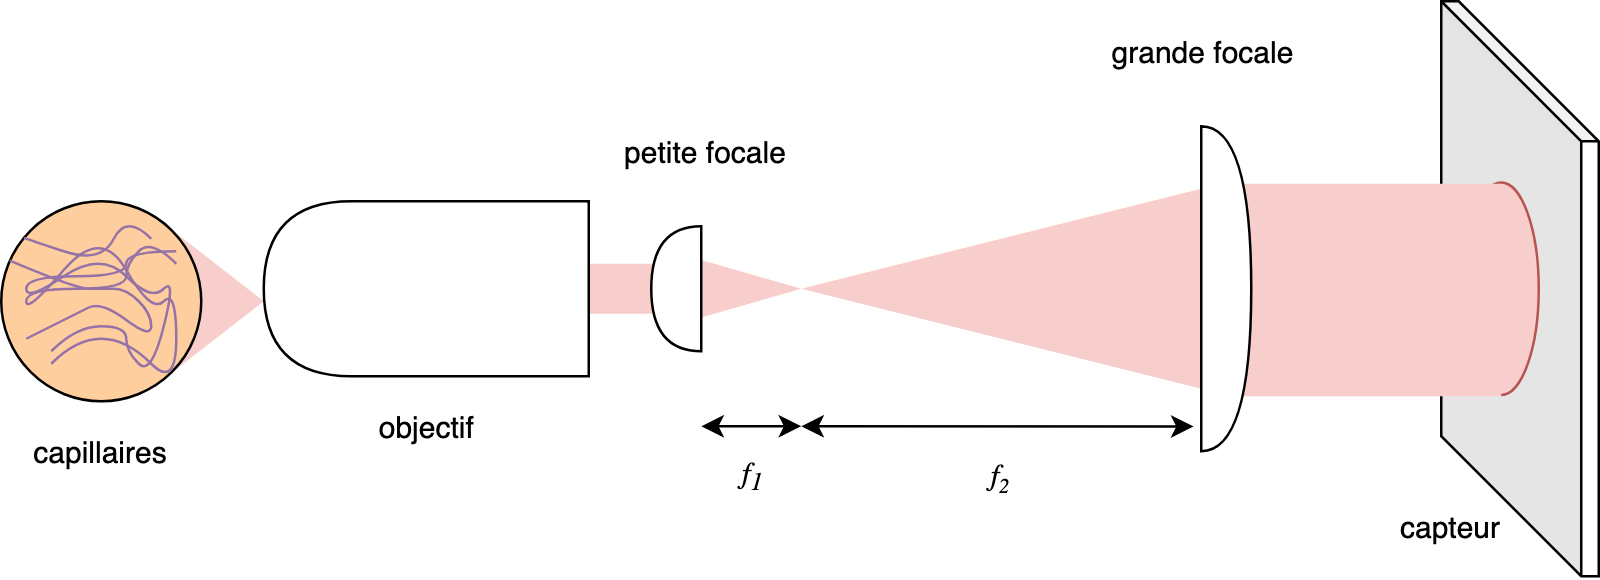 grande focale
petite focale
objectif
capillaires
f1
f2
capteur